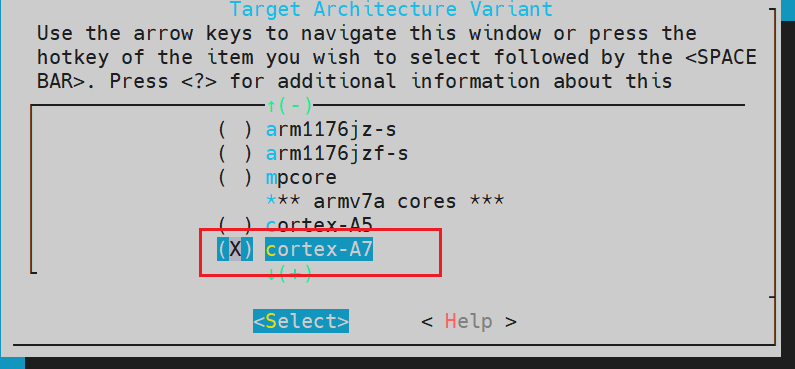 Target Architecture Variant
Use the arrow keys to navigate this window or press the
hotkey of the item you wish to select followed by the <SPACE
BAR>. Press <?> for additional information about this
↑(-)
( ) arm1176jz-s
( ) arm1176jzf-s
( ) mpcore
*** armv7a cores ***
( ) cortex-A5
(X) cortex-A7
↓(+)
<Select> < Help >